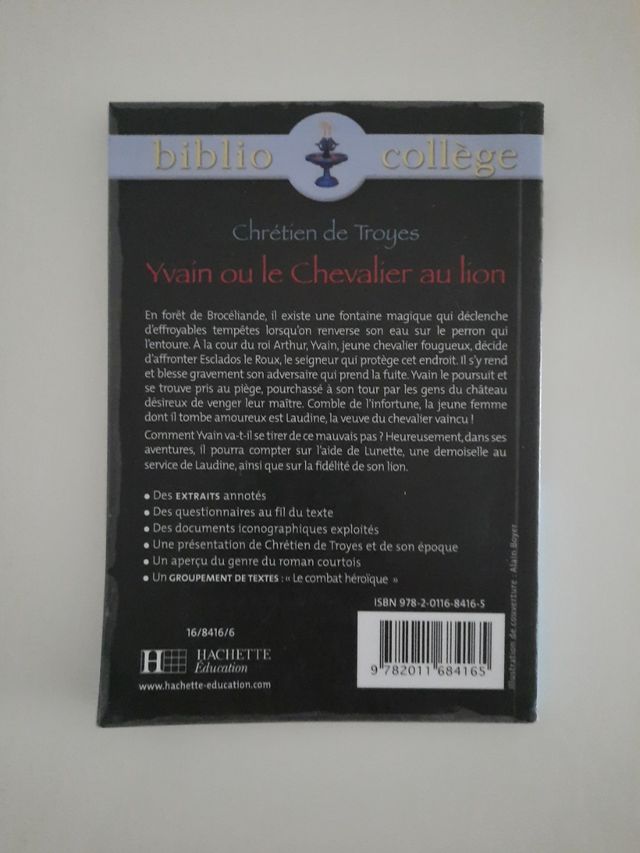 biblio collège
Chrétien de Troyes
Yvain ou le Chevalier au lion
En forêt de Brocéliande, il existe une fontaine magique qui déclenche
d'effroyables tempêtes lorsqu'on renverse son eau sur le perron qui
l'entoure. À la cour du roi Arthur, Yvain, jeune chevalier fougueux, décide
d'affronter Esclados le Roux, le seigneur qui protège cet endroit. Il s'y rend
et blesse gravement son adversaire qui prend la fuite. Yvain le poursuit et
se trouve pris au piège, pourchassé à son tour par les gens du château
désireux de venger leur maître. Comble de l'infortune, la jeune femme
dont il tombe amoureux est Laudine, la veuve du chevalier vaincu !
Comment Yvain va-t-il se tirer de ce mauvais pas ? Heureusement, dans ses
aventures, il pourra compter sur l'aide de Lunette, une demoiselle au
service de Laudine, ainsi que sur la fidélité de son lion.
• Des EXTRAITS annotés
• Des questionnaires au fil du texte
• Des documents iconographiques exploités
• Une présentation de Chrétien de Troyes et de son époque
• Un aperçu du genre du roman courtois
• Un GROUPEMENT DE TEXTES : « Le combat héroïque »
ISBN 978-2-0116-8416-5
16/8416/6
H HACHETTE
Éducation
www.hachette-education.com
9 782011 684165
Illustration de couverture : Alain Boyer